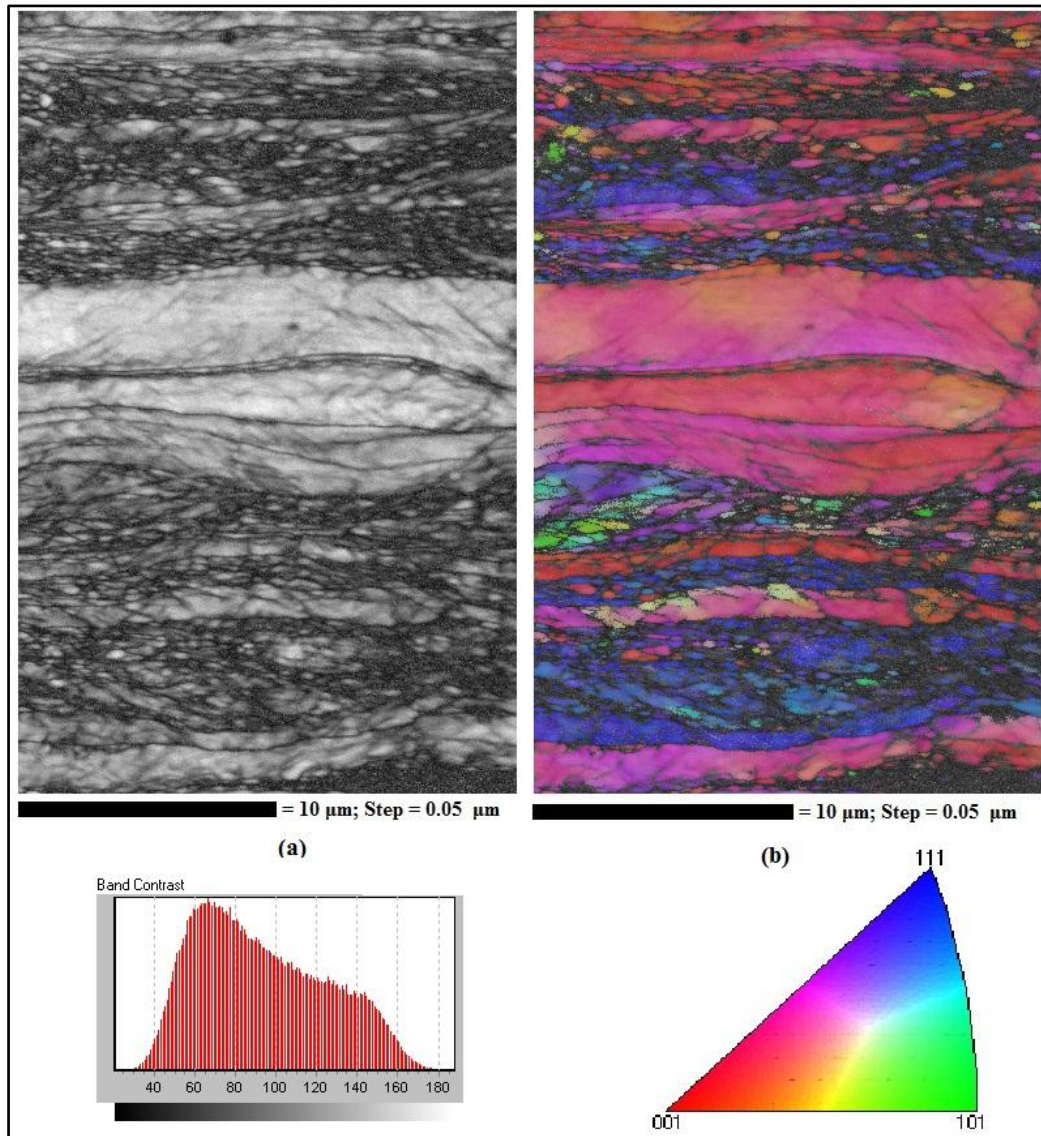 = 10 μm; Step = 0.05 μm
= 10 μm; Step = 0.05 μm
(a)
(b)
Band Contrast
40 60 80 100 120 140 160 180
111
001
101